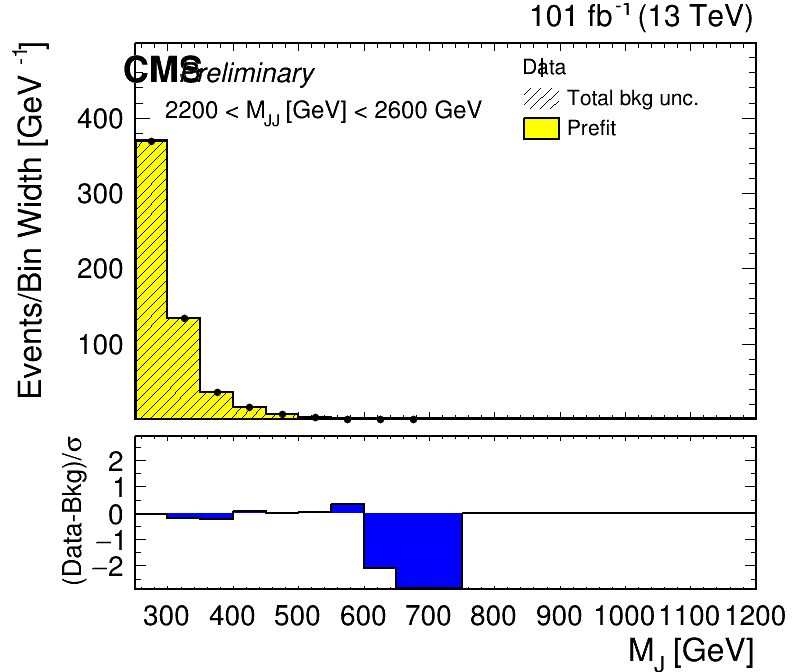 101 fb⁻¹ (13 TeV)
CMS Preliminary
Data
2200 < M_JJ [GeV] < 2600 GeV
Total bkg unc.
Prefit
Events/Bin Width [GeV⁻¹]
400
300
200
100
(Data-Bkg)/σ
2
1
0
−1
−2
300 400 500 600 700 800 900 1000 1100 1200
M_J [GeV]